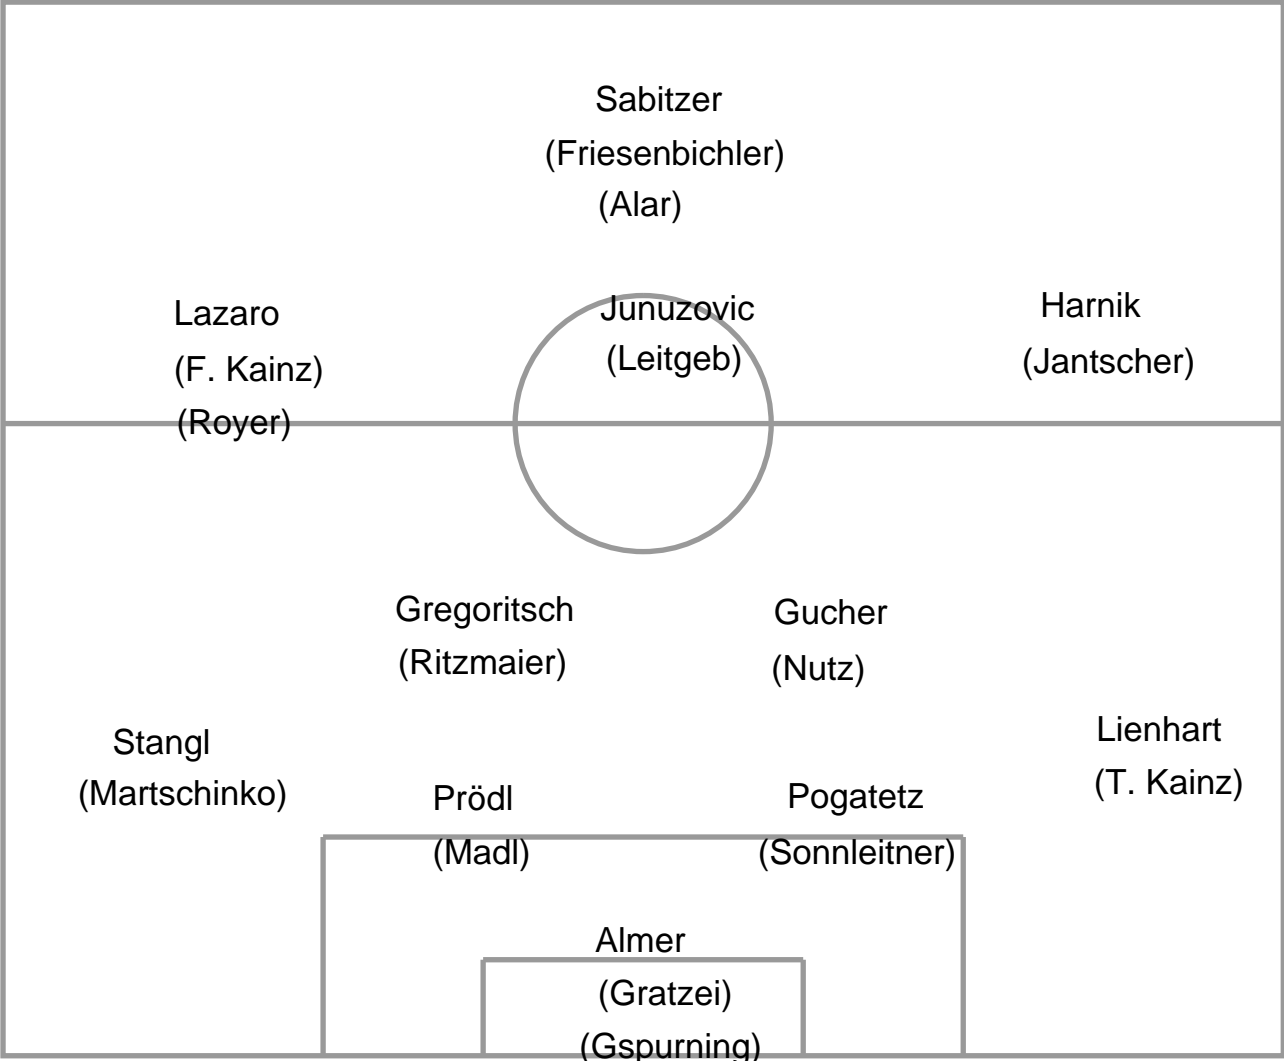 Sabitzer
(Friesenbichler)
(Alar)
Lazaro
(F. Kainz)
(Royer)
Junuzovic
(Leitgeb)
Harnik
(Jantscher)
Gregoritsch
(Ritzmaier)
Gucher
(Nutz)
Stangl
(Martschinko)
Prödl
(Madl)
Pogatetz
(Sonnleitner)
Lienhart
(T. Kainz)
Almer
(Gratzei)
(Gspurning)